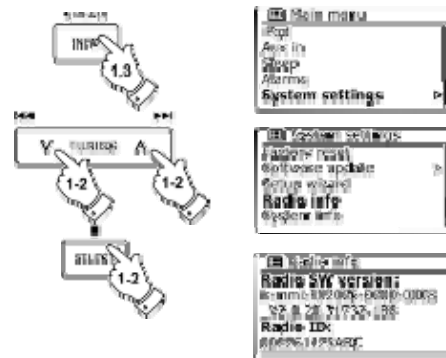 INFO
1.3
TUNING
1-2
1-2
SELECT
1-2
Main menu
iPod
Aux in
Sleep
Alarms
System settings
System settings
Factory reset
Software update
Setup wizard
Radio info
System info
Radio info
Radio SW version:
Radio ID: